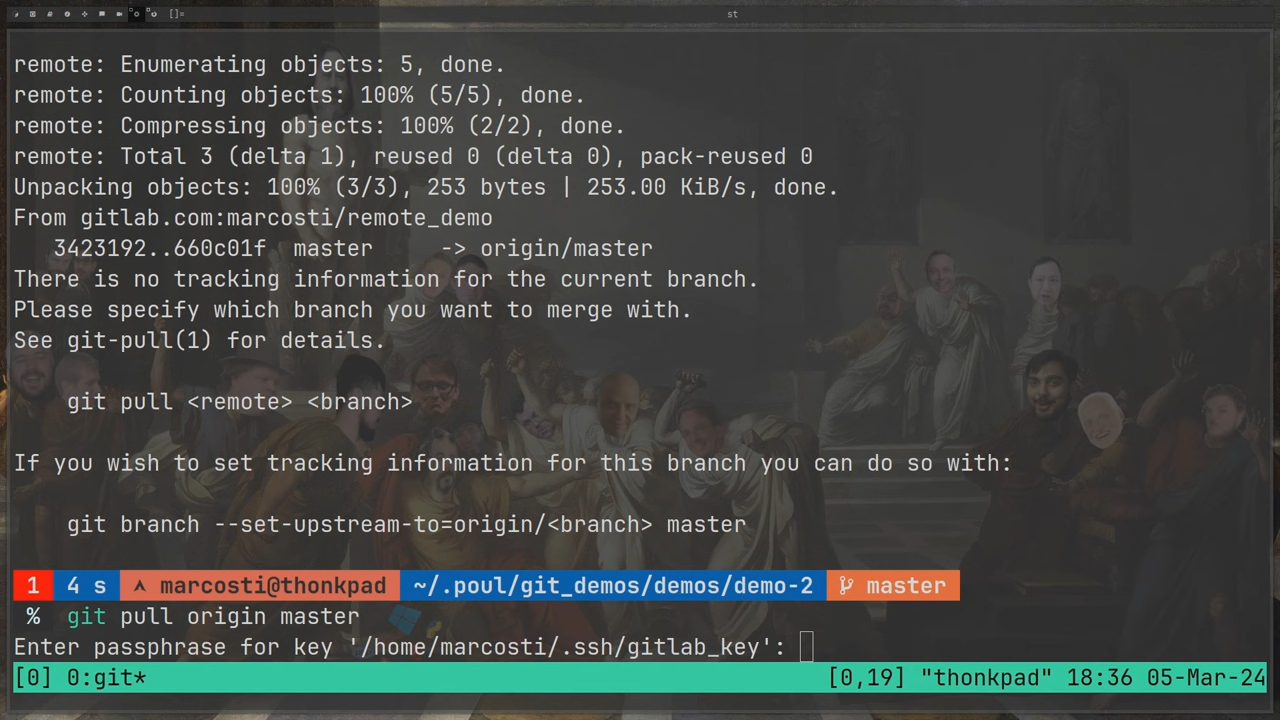 []=
st
remote: Enumerating objects: 5, done.
remote: Counting objects: 100% (5/5), done.
remote: Compressing objects: 100% (2/2), done.
remote: Total 3 (delta 1), reused 0 (delta 0), pack-reused 0
Unpacking objects: 100% (3/3), 253 bytes | 253.00 KiB/s, done.
From gitlab.com:marcosti/remote_demo
   3423192..660c01f  master     -> origin/master
There is no tracking information for the current branch.
Please specify which branch you want to merge with.
See git-pull(1) for details.
    git pull <remote> <branch>
If you wish to set tracking information for this branch you can do so with:
    git branch --set-upstream-to=origin/<branch> master
1 4 s marcosti@thonkpad ~/.poul/git_demos/demos/demo-2 master
% git pull origin master
Enter passphrase for key '/home/marcosti/.ssh/gitlab_key':
[0] 0:git* [0,19] "thonkpad" 18:36 05-Mar-24